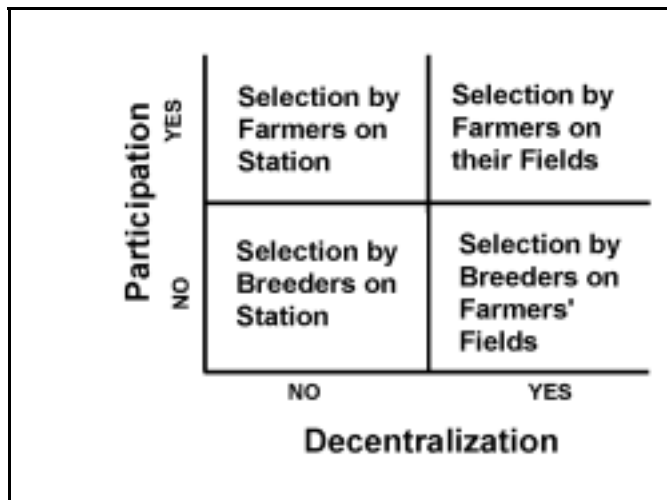 Participation
YES
NO
Selection by
Farmers on
Station
Selection by
Farmers on
their Fields
Selection by
Breeders on
Station
Selection by
Breeders on
Farmers'
Fields
NO
YES
Decentralization